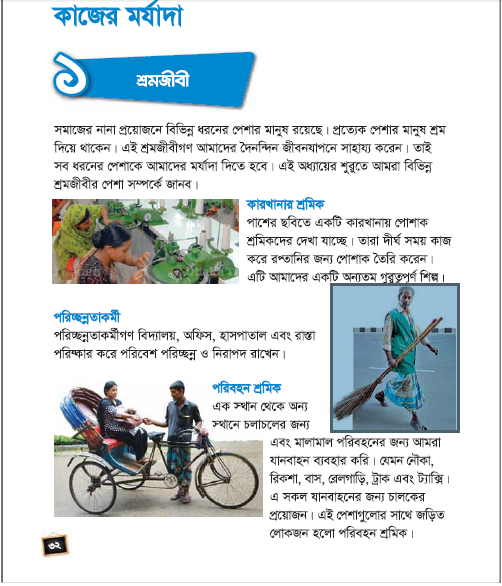 কাজের মর্যাদা
১
শ্রমজীবী
সমাজের নানা প্রয়োজনে বিভিন্ন ধরনের পেশার মানুষ রয়েছে। প্রত্যেক পেশার মানুষ শ্রম
দিয়ে থাকেন। এই শ্রমজীবীগণ আমাদের দৈনন্দিন জীবনযাপনে সাহায্য করেন। তাই
সব ধরনের পেশাকে আমাদের মর্যাদা দিতে হবে। এই অধ্যায়ের শুরুতে আমরা বিভিন্ন
শ্রমজীবীর পেশা সম্পর্কে জানব।
কারখানার শ্রমিক
পাশের ছবিতে একটি কারখানায় পোশাক
শ্রমিকদের দেখা যাচ্ছে। তারা দীর্ঘ সময় কাজ
করে রপ্তানির জন্য পোশাক তৈরি করেন।
এটি আমাদের একটি অন্যতম গুরুত্বপূর্ণ শিল্প।
পরিচ্ছন্নতাকর্মী
পরিচ্ছন্নতাকর্মীগণ বিদ্যালয়, অফিস, হাসপাতাল এবং রাস্তা
পরিষ্কার করে পরিবেশ পরিচ্ছন্ন ও নিরাপদ রাখেন।
পরিবহন শ্রমিক
এক স্থান থেকে অন্য
স্থানে চলাচলের জন্য
এবং মালামাল পরিবহনের জন্য আমরা
যানবাহন ব্যবহার করি। যেমন নৌকা,
রিকশা, বাস, রেলগাড়ি, ট্রাক এবং ট্যাক্সি।
এ সকল যানবাহনের জন্য চালকের
প্রয়োজন। এই পেশাগুলোর সাথে জড়িত
লোকজন হলো পরিবহন শ্রমিক।
৩২